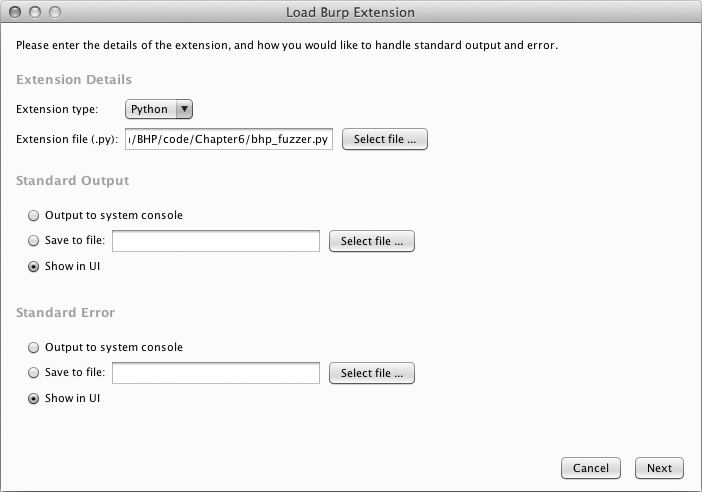 Load Burp Extension
Please enter the details of the extension, and how you would like to handle standard output and error.
Extension Details
Extension type: Python
Extension file (.py): /BHP/code/Chapter6/bhp_fuzzer.py Select file ...
Standard Output
Output to system console
Save to file: Select file ...
Show in UI
Standard Error
Output to system console
Save to file: Select file ...
Show in UI
Cancel Next